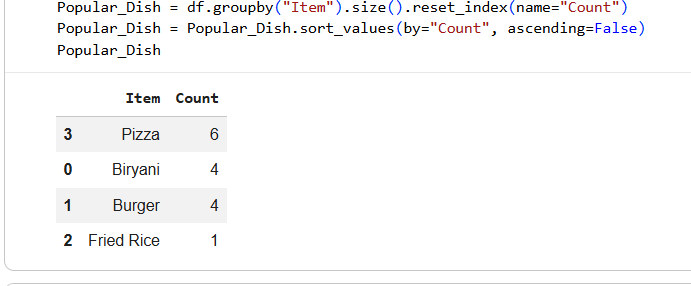 Popular_Dish = df.groupby("Item").size().reset_index(name="Count")
Popular_Dish = Popular_Dish.sort_values(by="Count", ascending=False)
Popular_Dish
Item Count
3 Pizza 6
0 Biryani 4
1 Burger 4
2 Fried Rice 1